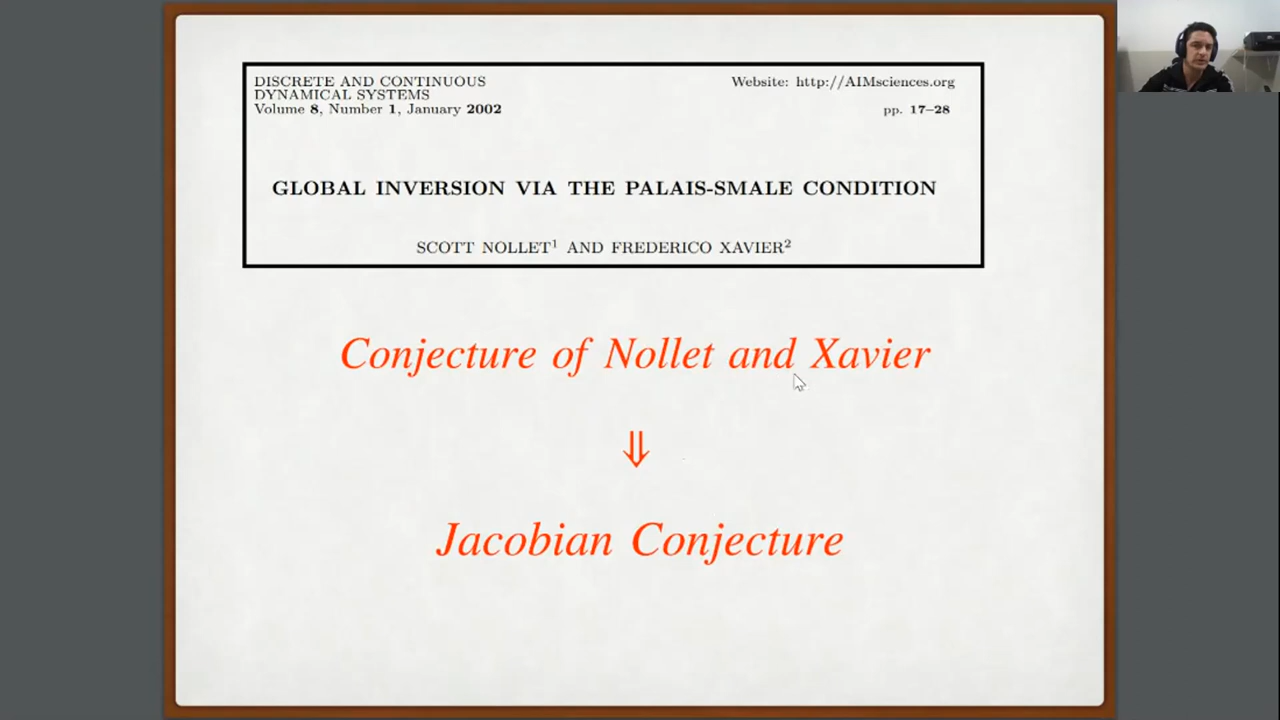 DISCRETE AND CONTINUOUS
DYNAMICAL SYSTEMS
Volume 8, Number 1, January 2002
Website: http://AIMsciences.org
pp. 17–28
GLOBAL INVERSION VIA THE PALAIS-SMALE CONDITION
SCOTT NOLLET¹ AND FREDERICO XAVIER²
Conjecture of Nollet and Xavier
⇓
Jacobian Conjecture